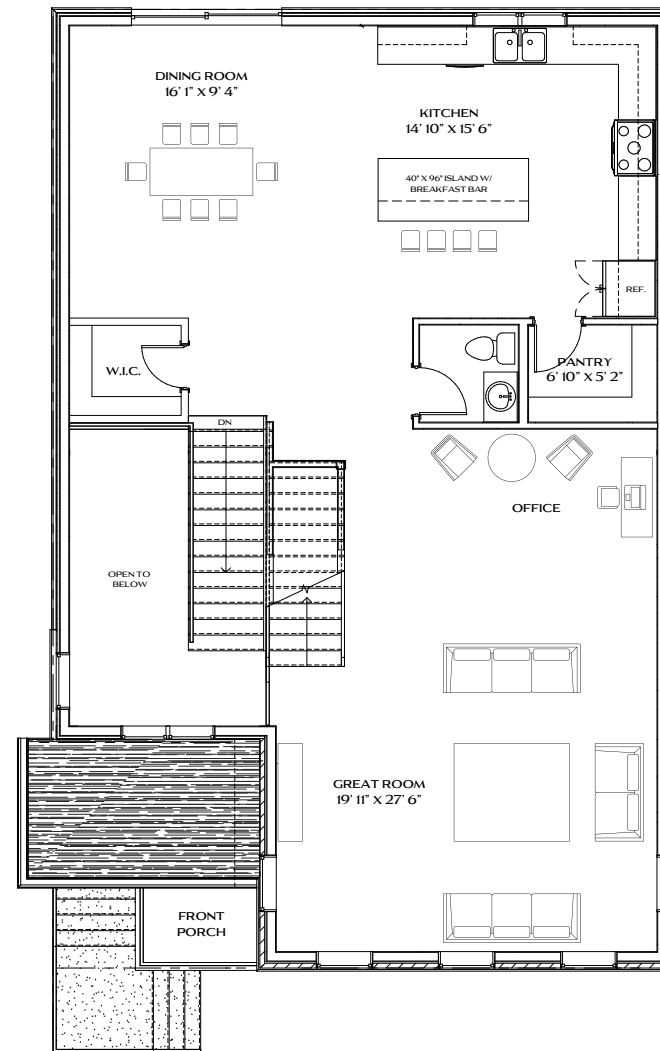 DINING ROOM
16' 1" X 9' 4"
KITCHEN
14' 10" X 15' 6"
40" X 96" ISLAND W/
BREAKFAST BAR
REF.
W.I.C.
PANTRY
6' 10" X 5' 2"
DN
OFFICE
OPEN TO
BELOW
GREAT ROOM
19' 11" X 27' 6"
FRONT
PORCH